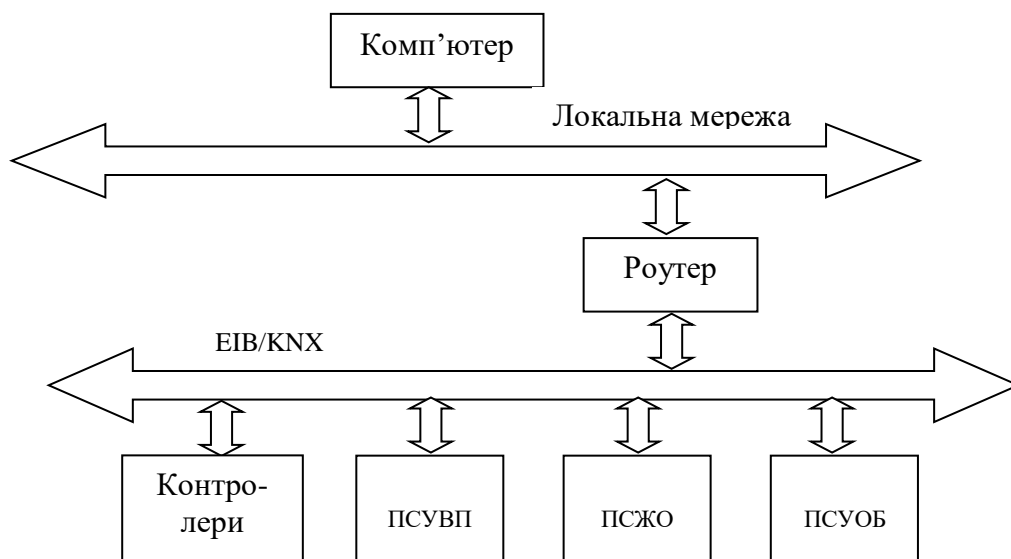 Комп’ютер
Локальна мережа
Роутер
EIB/KNX
Контро-
лери
ПСУВП
ПСЖО
ПСУОБ